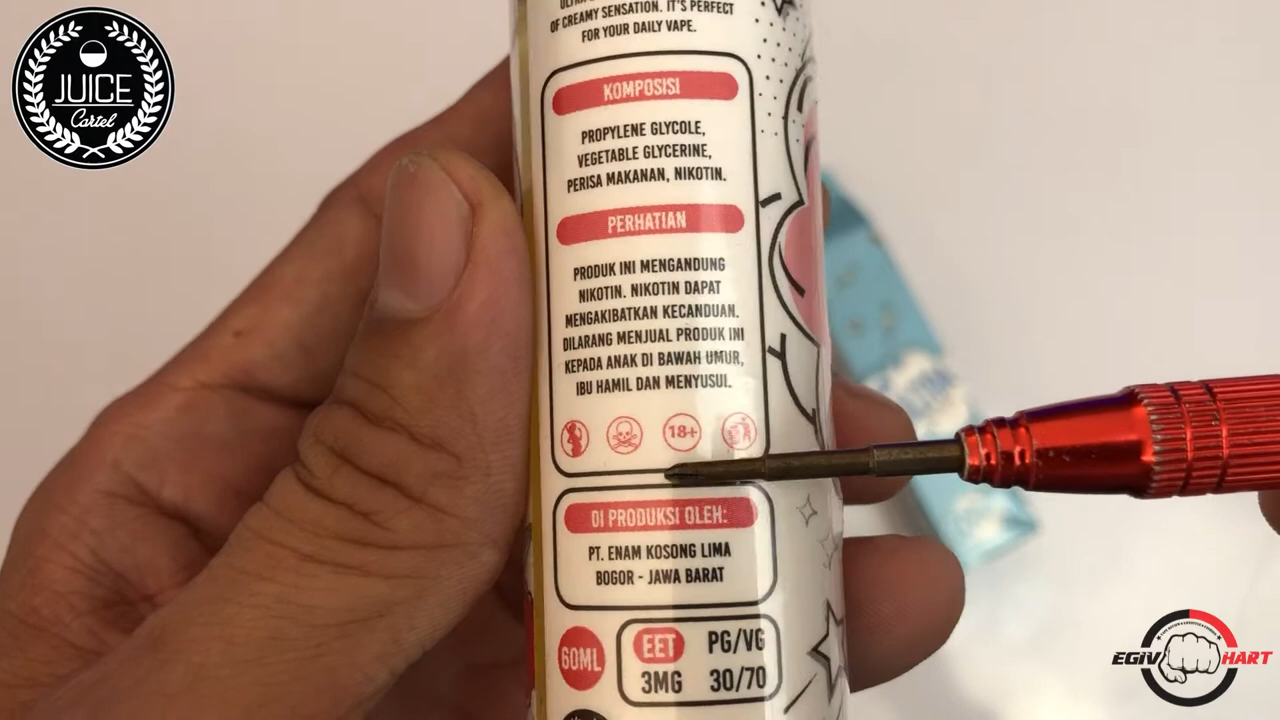 JUICE
Cartel
OF CREAMY SENSATION. IT'S PERFECT
FOR YOUR DAILY VAPE.
KOMPOSISI
PROPYLENE GLYCOLE,
VEGETABLE GLYCERINE,
PERISA MAKANAN, NIKOTIN.
PERHATIAN
PRODUK INI MENGANDUNG
NIKOTIN. NIKOTIN DAPAT
MENGAKIBATKAN KECANDUAN.
DILARANG MENJUAL PRODUK INI
KEPADA ANAK DI BAWAH UMUR,
IBU HAMIL DAN MENYUSUI.
18+
DI PRODUKSI OLEH:
PT. ENAM KOSONG LIMA
BOGOR - JAWA BARAT
60ML
EET PG/VG
3MG 30/70
EGIV HART